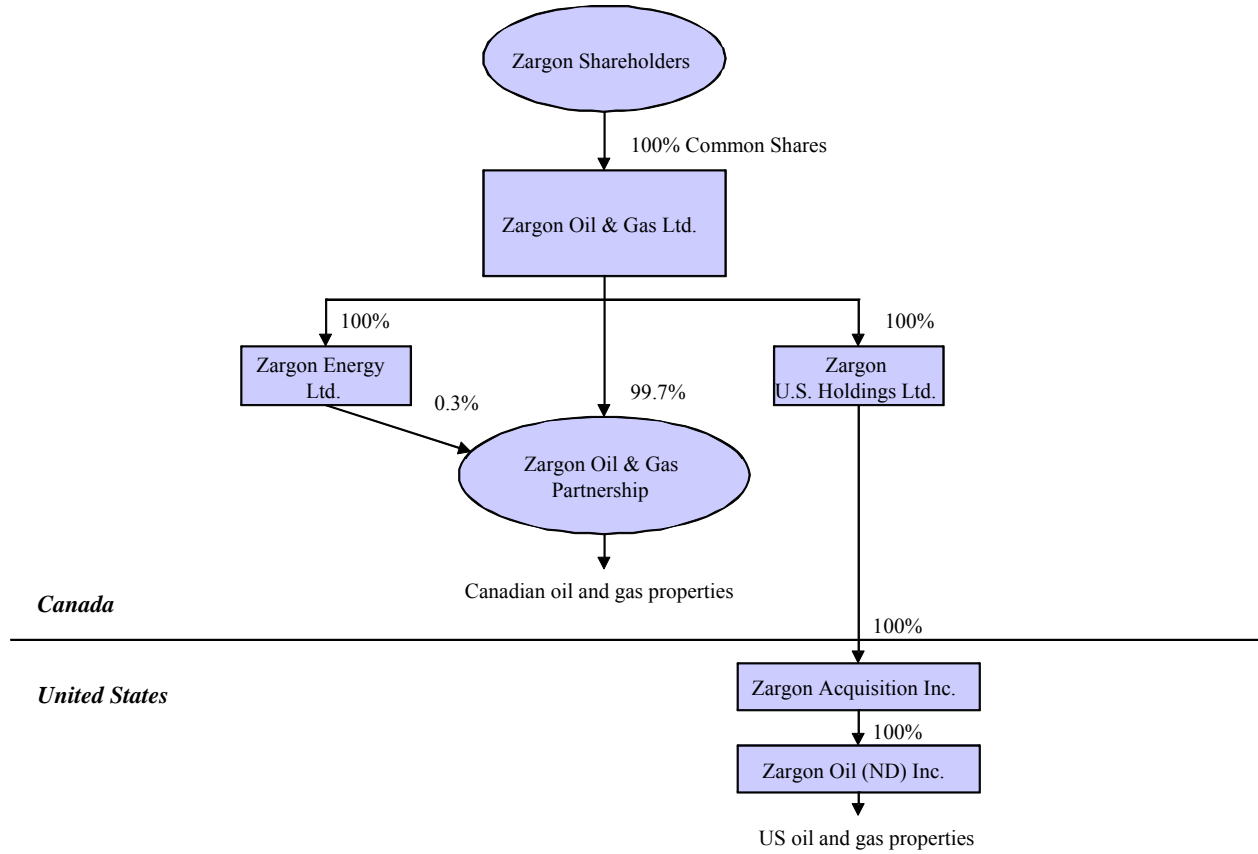 Zargon Shareholders
100% Common Shares
Zargon Oil & Gas Ltd.
100%
100%
Zargon Energy
Ltd.
0.3%
99.7%
Zargon
U.S. Holdings Ltd.
Zargon Oil & Gas
Partnership
Canadian oil and gas properties
Canada
100%
United States
Zargon Acquisition Inc.
100%
Zargon Oil (ND) Inc.
US oil and gas properties